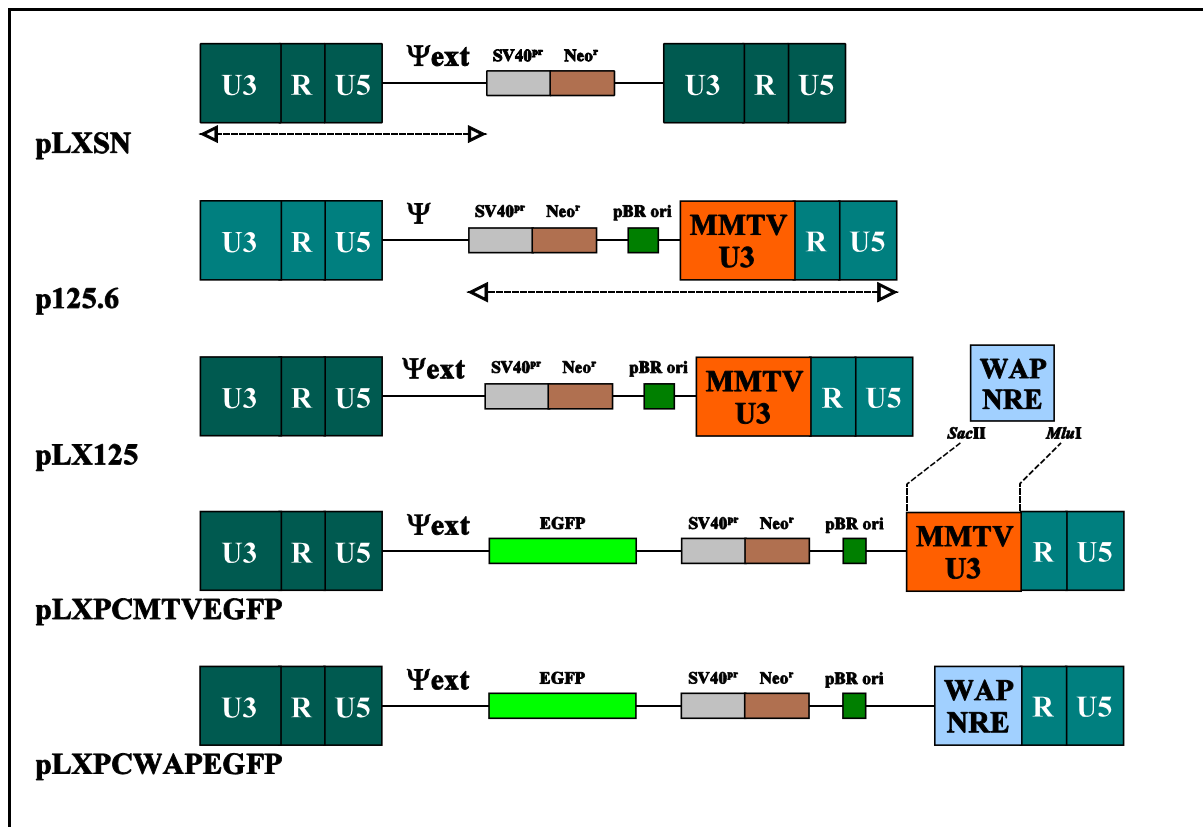 Ψext SV40ᵖʳ Neoʳ
U3 R U5 U3 R U5
pLXSN
Ψ SV40ᵖʳ Neoʳ pBR ori
U3 R U5 MMTV U3 R U5
p125.6
Ψext SV40ᵖʳ Neoʳ pBR ori
U3 R U5 MMTV U3 R U5
WAP
NRE
SacII MluI
pLX125
Ψext EGFP SV40ᵖʳ Neoʳ pBR ori
U3 R U5 MMTV U3 R U5
pLXPCMTVEGFP
Ψext EGFP SV40ᵖʳ Neoʳ pBR ori
U3 R U5 WAP NRE R U5
pLXPCWAPEGFP